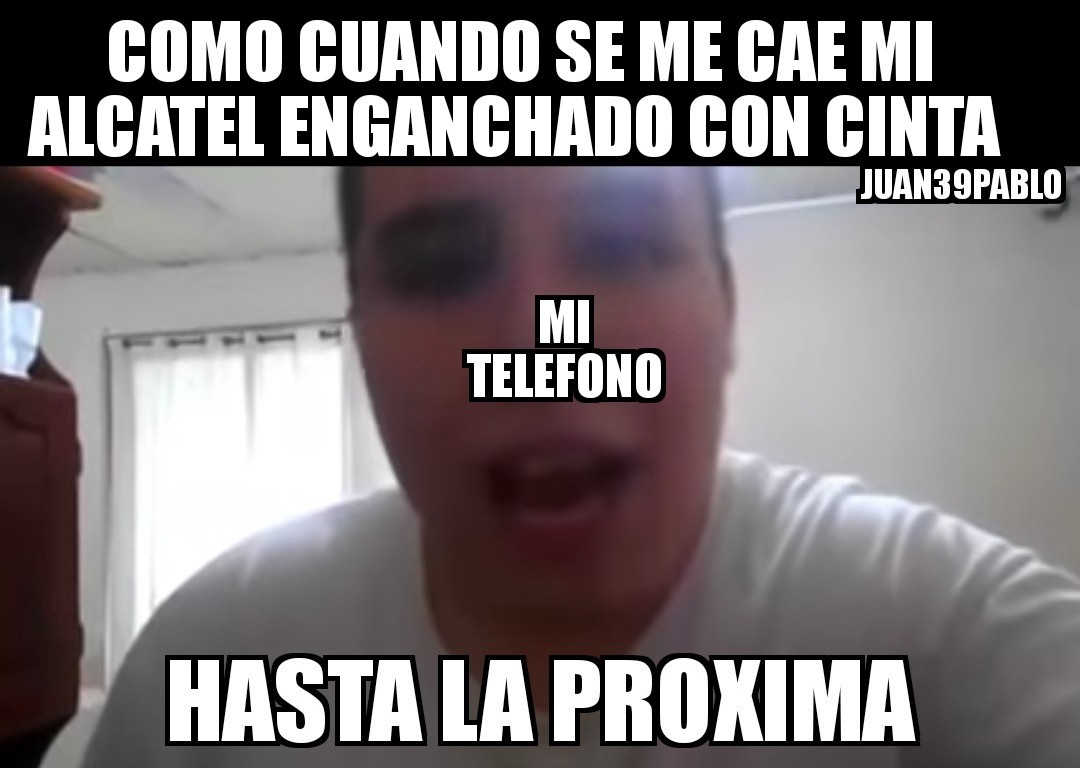 COMO CUANDO SE ME CAE MI
ALCATEL ENGANCHADO CON CINTA
JUAN39PABLO
MI
TELEFONO
HASTA LA PROXIMA